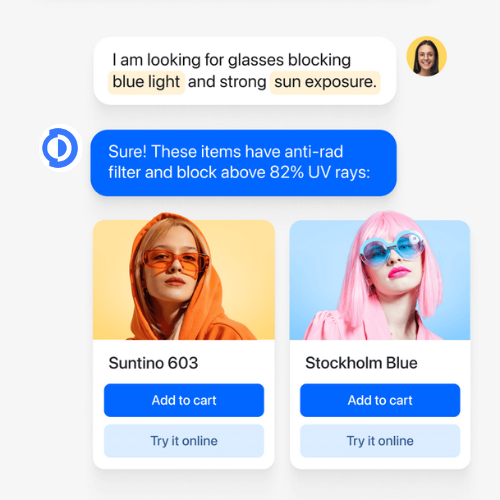 I am looking for glasses blocking
blue light and strong sun exposure.
Sure! These items have anti-rad
filter and block above 82% UV rays:
Suntino 603
Stockholm Blue
Add to cart
Add to cart
Try it online
Try it online